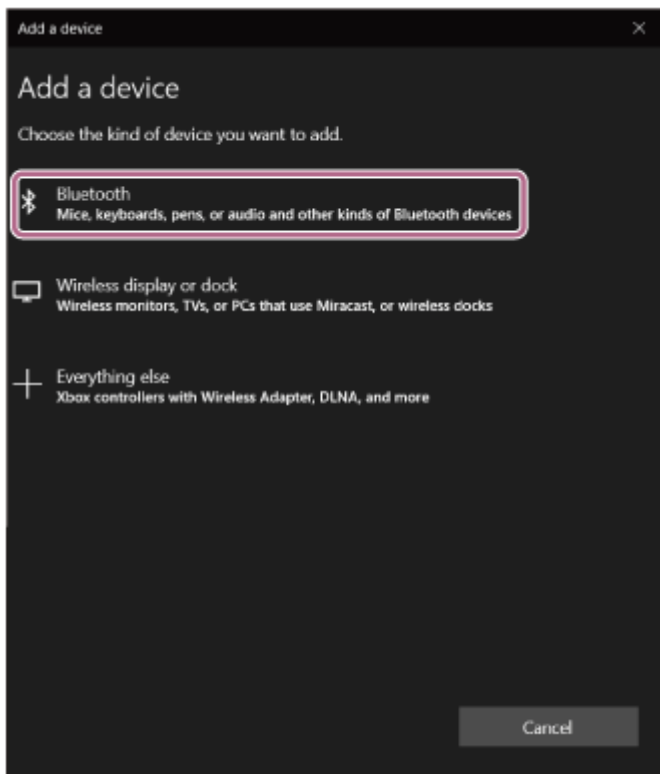 Add a device
Add a device
Choose the kind of device you want to add.
Bluetooth
Mice, keyboards, pens, or audio and other kinds of Bluetooth devices
Wireless display or dock
Wireless monitors, TVs, or PCs that use Miracast, or wireless docks
Everything else
Xbox controllers with Wireless Adapter, DLNA, and more
Cancel